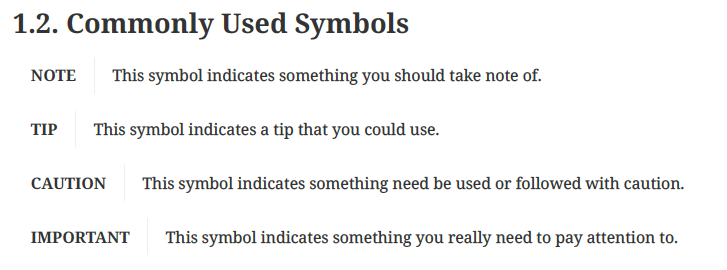 1.2. Commonly Used Symbols
NOTE This symbol indicates something you should take note of.
TIP This symbol indicates a tip that you could use.
CAUTION This symbol indicates something need be used or followed with caution.
IMPORTANT This symbol indicates something you really need to pay attention to.